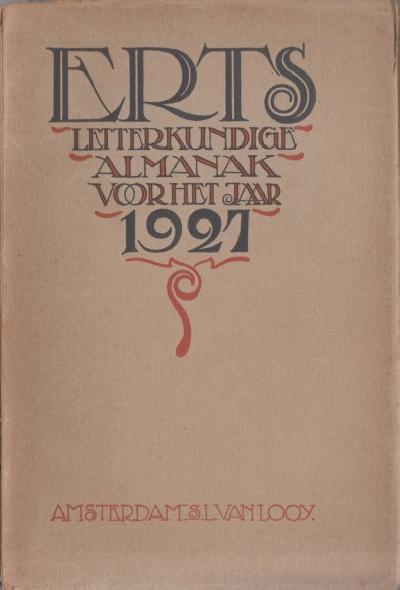 ERTS
LETTERKUNDIGE
ALMANAK
VOOR HET JAAR
1927
AMSTERDAM-S.L.VAN LOOY.